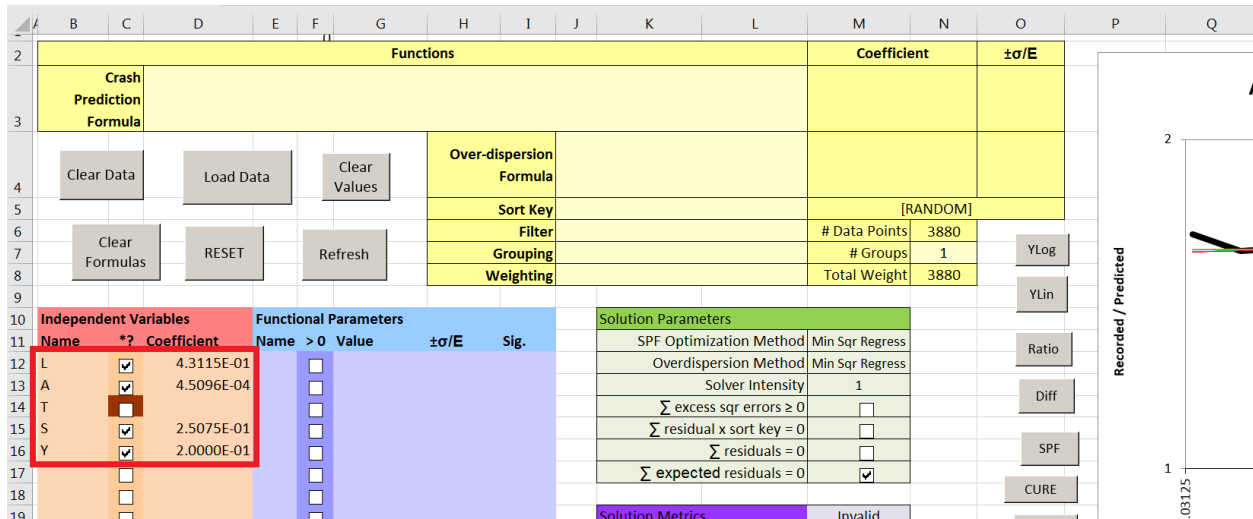 A B C D E F G H I J K L M N O P Q
2 Functions Coefficient ±σ/E
Crash
Prediction
3 Formula
Clear Data Load Data Clear Values
4 Over-dispersion Formula
5 Sort Key [RANDOM]
6 Filter # Data Points 3880
Clear Formulas RESET Refresh YLog
7 Grouping # Groups 1
8 Weighting Total Weight 3880
9 YLin
10 Independent Variables Functional Parameters Solution Parameters
11 Name *? Coefficient Name > 0 Value ±σ/E Sig. SPF Optimization Method Min Sqr Regress Ratio
12 L 4.3115E-01 Overdispersion Method Min Sqr Regress
13 A 4.5096E-04 Solver Intensity 1 Diff
14 T ∑ excess sqr errors ≥ 0
15 S 2.5075E-01 ∑ residual x sort key = 0
16 Y 2.0000E-01 ∑ residuals = 0 SPF
17 ∑ expected residuals = 0
18 CURE
19 Solution Metrics Invalid
Recorded / Predicted
2
1
.03125